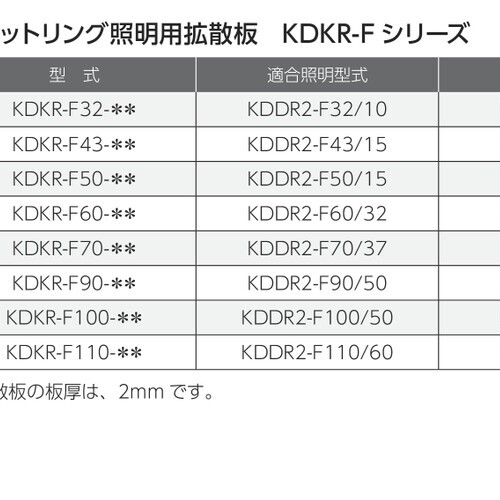 ットリング照明用拡散板 KDKR-F シリーズ
型 式 適合照明型式
KDKR-F32-** KDDR2-F32/10
KDKR-F43-** KDDR2-F43/15
KDKR-F50-** KDDR2-F50/15
KDKR-F60-** KDDR2-F60/32
KDKR-F70-** KDDR2-F70/37
KDKR-F90-** KDDR2-F90/50
KDKR-F100-** KDDR2-F100/50
KDKR-F110-** KDDR2-F110/60
散板の板厚は、2mm です。